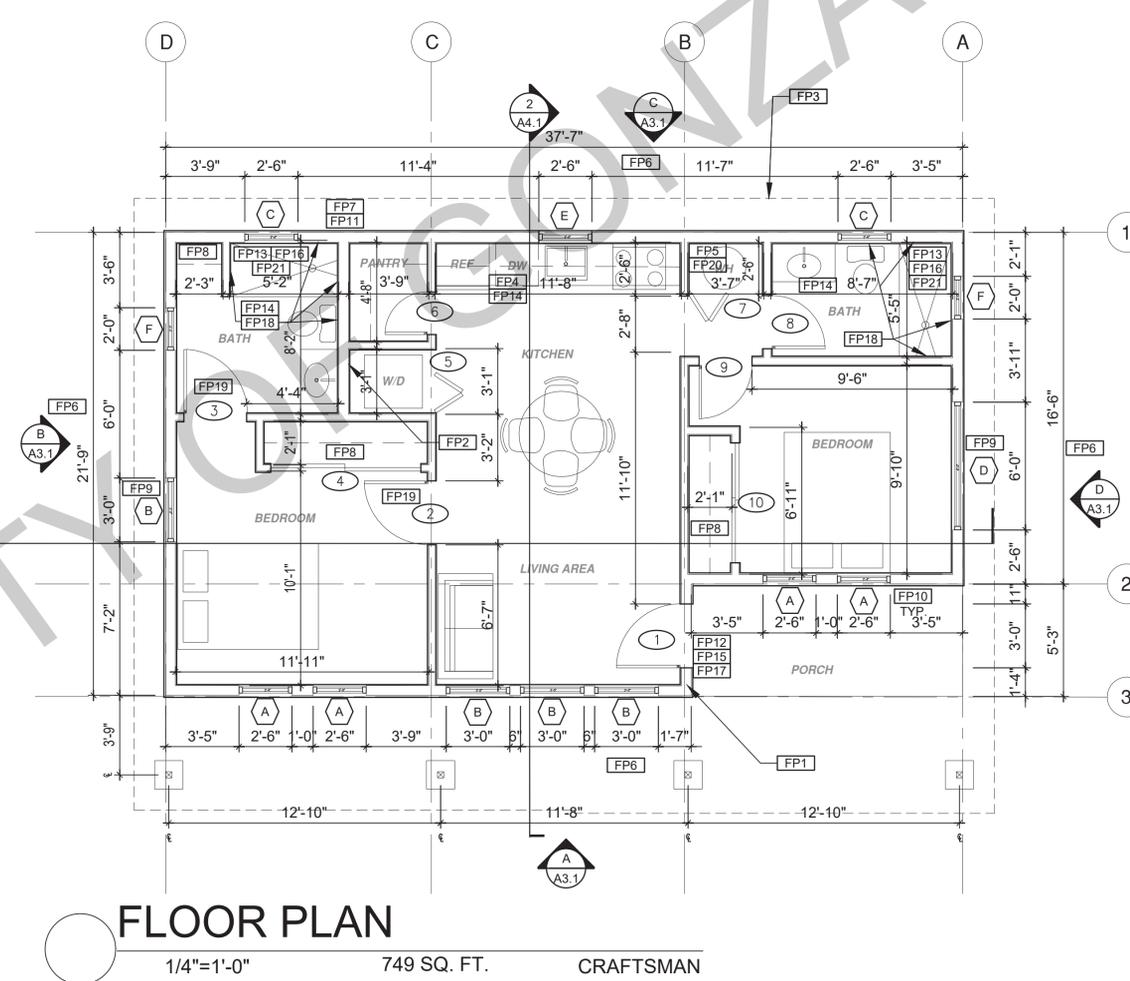 D
C
B
A
2
A4.1
C
A3.1
FP3
37'-7"
FP6
3'-9"
2'-6"
11'-4"
2'-6"
11'-7"
2'-6"
3'-5"
C
FP7
FP11
E
C
1
FP8
FP13
FP16
FP21
PANTRY
REF
DW
FP4
FP14
2'-6"
FP5
FP20
WH
2'-6"
FP14
FP13
FP16
FP21
2'-3"
5'-2"
3'-9"
11'-8"
3'-7"
8'-7"
3'-6"
2'-1"
F
FP14
FP18
4'-8"
6
7
8
BATH
5'-5"
F
2'-0"
2'-0"
BATH
8'-2"
2'-8"
FP18
KITCHEN
5
W/D
3'-1"
3'-1"
9
3'-11"
FP19
4'-4"
9'-6"
FP6
3
6'-0"
16'-6"
B
A3.1
21'-9"
2'-1"
FP8
FP2
3'-2"
BEDROOM
FP9
FP6
4
11'-10"
9'-10"
D
6'-0"
FP9
B
3'-0"
FP19
2
2'-1"
10
6'-11"
D
A3.1
BEDROOM
FP8
LIVING AREA
2'-6"
10'-1"
2
A
A
FP10
TYP.
11"
7'-2"
6'-7"
3'-5"
2'-6"
1'-0"
2'-6"
3'-5"
1
FP12
FP15
FP17
3'-0"
5'-3"
11'-11"
PORCH
1'-4"
3
A
A
B
B
B
3'-9"
3'-5"
2'-6"
1'-0"
2'-6"
3'-9"
3'-0"
6"
3'-0"
6"
3'-0"
1'-7"
FP6
FP1
12'-10"
11'-8"
12'-10"
A
A3.1
FLOOR PLAN
1/4"=1'-0"
749 SQ. FT.
CRAFTSMAN
TY OF GONZA